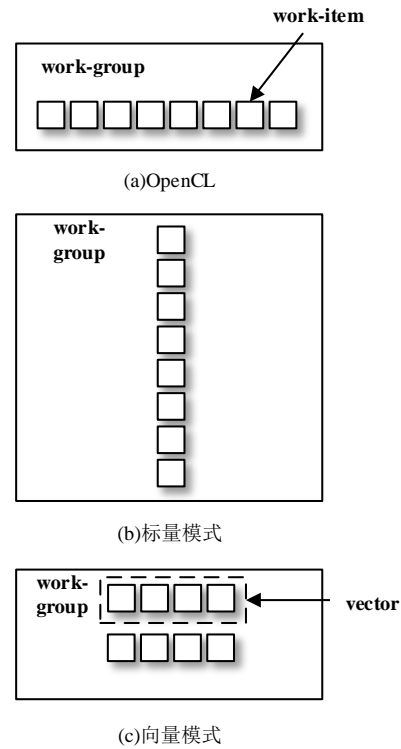 work-item
work-group
(a)OpenCL
work-
group
(b)标量模式
work-
group
vector
(c)向量模式